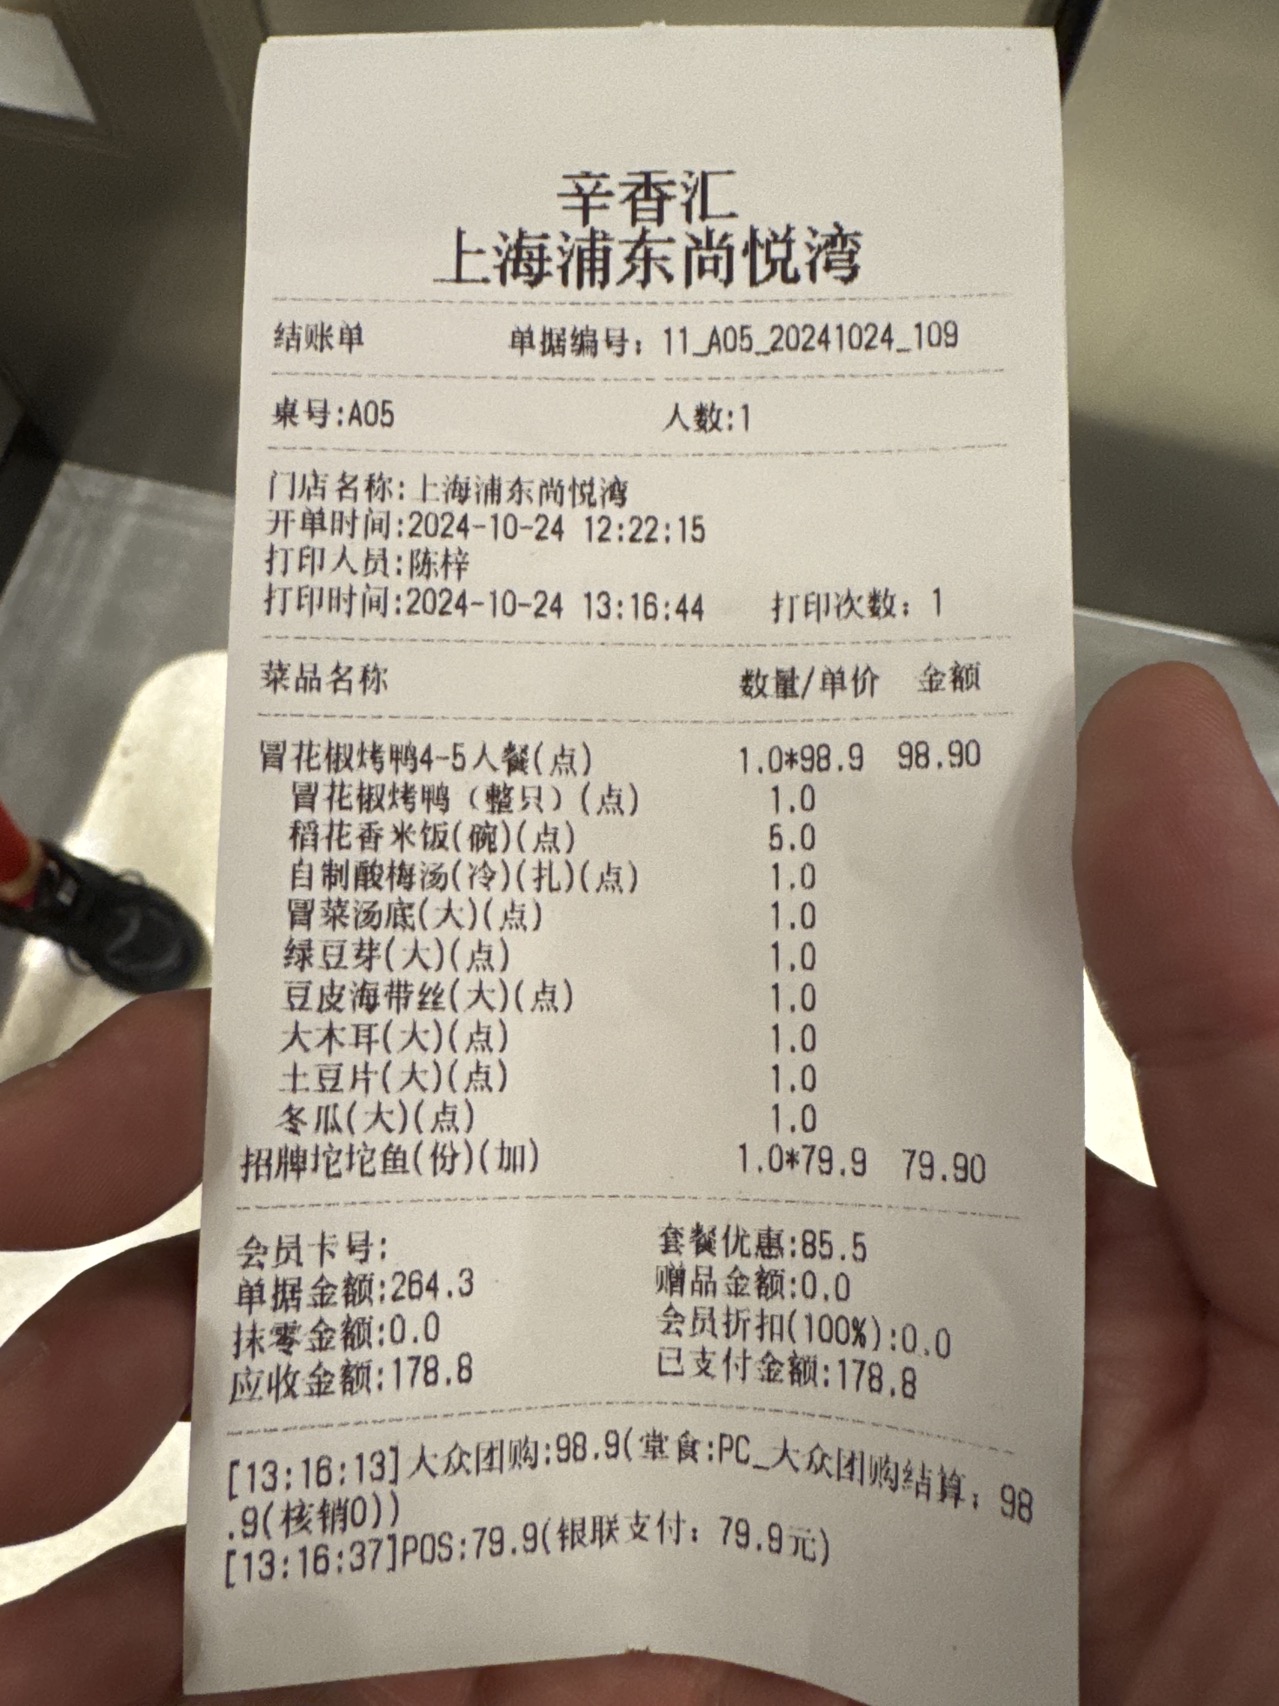 辛香汇
上海浦东尚悦湾
结账单 单据编号：11_A05_20241024_109
桌号:A05 人数:1
门店名称:上海浦东尚悦湾
开单时间:2024-10-24 12:22:15
打印人员:陈梓
打印时间:2024-10-24 13:16:44 打印次数：1
菜品名称 数量/单价 金额
冒花椒烤鸭4-5人餐(点) 1.0*98.9 98.90
冒花椒烤鸭（整只）(点) 1.0
稻花香米饭(碗)(点) 5.0
自制酸梅汤(冷)(扎)(点) 1.0
冒菜汤底(大)(点) 1.0
绿豆芽(大)(点) 1.0
豆皮海带丝(大)(点) 1.0
大木耳(大)(点) 1.0
土豆片(大)(点) 1.0
冬瓜(大)(点) 1.0
招牌坨坨鱼(份)(加) 1.0*79.9 79.90
会员卡号: 套餐优惠:85.5
单据金额:264.3 赠品金额:0.0
抹零金额:0.0 会员折扣(100%):0.0
应收金额:178.8 已支付金额:178.8
[13:16:13]大众团购:98.9(堂食:PC_大众团购结算：98
.9(核销0))
[13:16:37]POS:79.9(银联支付：79.9元)